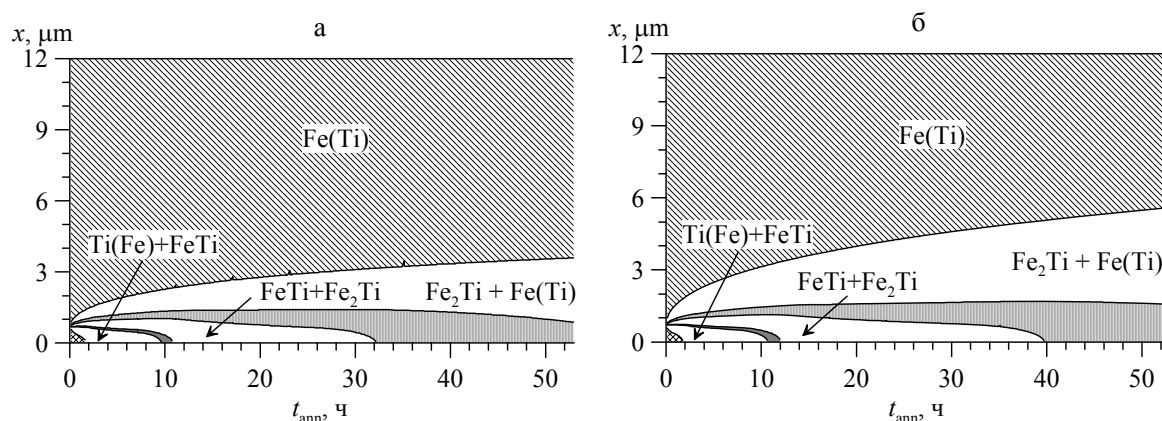 а
x, μm
12
9
6
3
0
Fe(Ti)
Ti(Fe)+FeTi
FeTi+Fe₂Ti
Fe₂Ti + Fe(Ti)
0 10 20 30 40 50
t_ann, ч
б
x, μm
12
9
6
3
0
Fe(Ti)
Ti(Fe)+FeTi
FeTi+Fe₂Ti
Fe₂Ti + Fe(Ti)
0 10 20 30 40 50
t_ann, ч